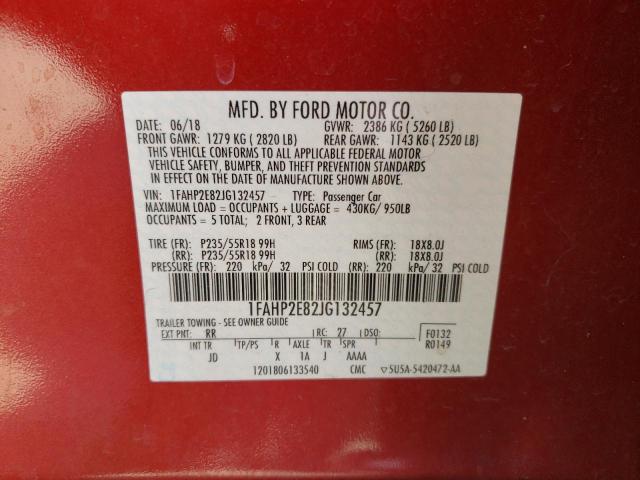 MFD. BY FORD MOTOR CO.
DATE: 06/18 GVWR: 2386 KG ( 5260 LB)
FRONT GAWR: 1279 KG ( 2820 LB) REAR GAWR: 1143 KG ( 2520 LB)
THIS VEHICLE CONFORMS TO ALL APPLICABLE FEDERAL MOTOR
VEHICLE SAFETY, BUMPER, AND THEFT PREVENTION STANDARDS
IN EFFECT ON THE DATE OF MANUFACTURE SHOWN ABOVE.
VIN: 1FAHP2E82JG132457 TYPE: Passenger Car
MAXIMUM LOAD = OCCUPANTS + LUGGAGE = 430KG/ 950LB
OCCUPANTS = 5 TOTAL; 2 FRONT, 3 REAR
TIRE (FR): P235/55R18 99H RIMS (FR): 18X8.0J
(RR): P235/55R18 99H (RR): 18X8.0J
PRESSURE (FR): 220 kPa/ 32 PSI COLD (RR): 220 kPa/ 32 PSI COLD
1FAHP2E82JG132457
TRAILER TOWING - SEE OWNER GUIDE
EXT PNT: RR RC: 27 DSO: F0132
INT TR TP/PS R AXLE TR SPR R0149
JD X 1A J AAAA
1201806133540 CMC ▽5U5A-5420472-AA